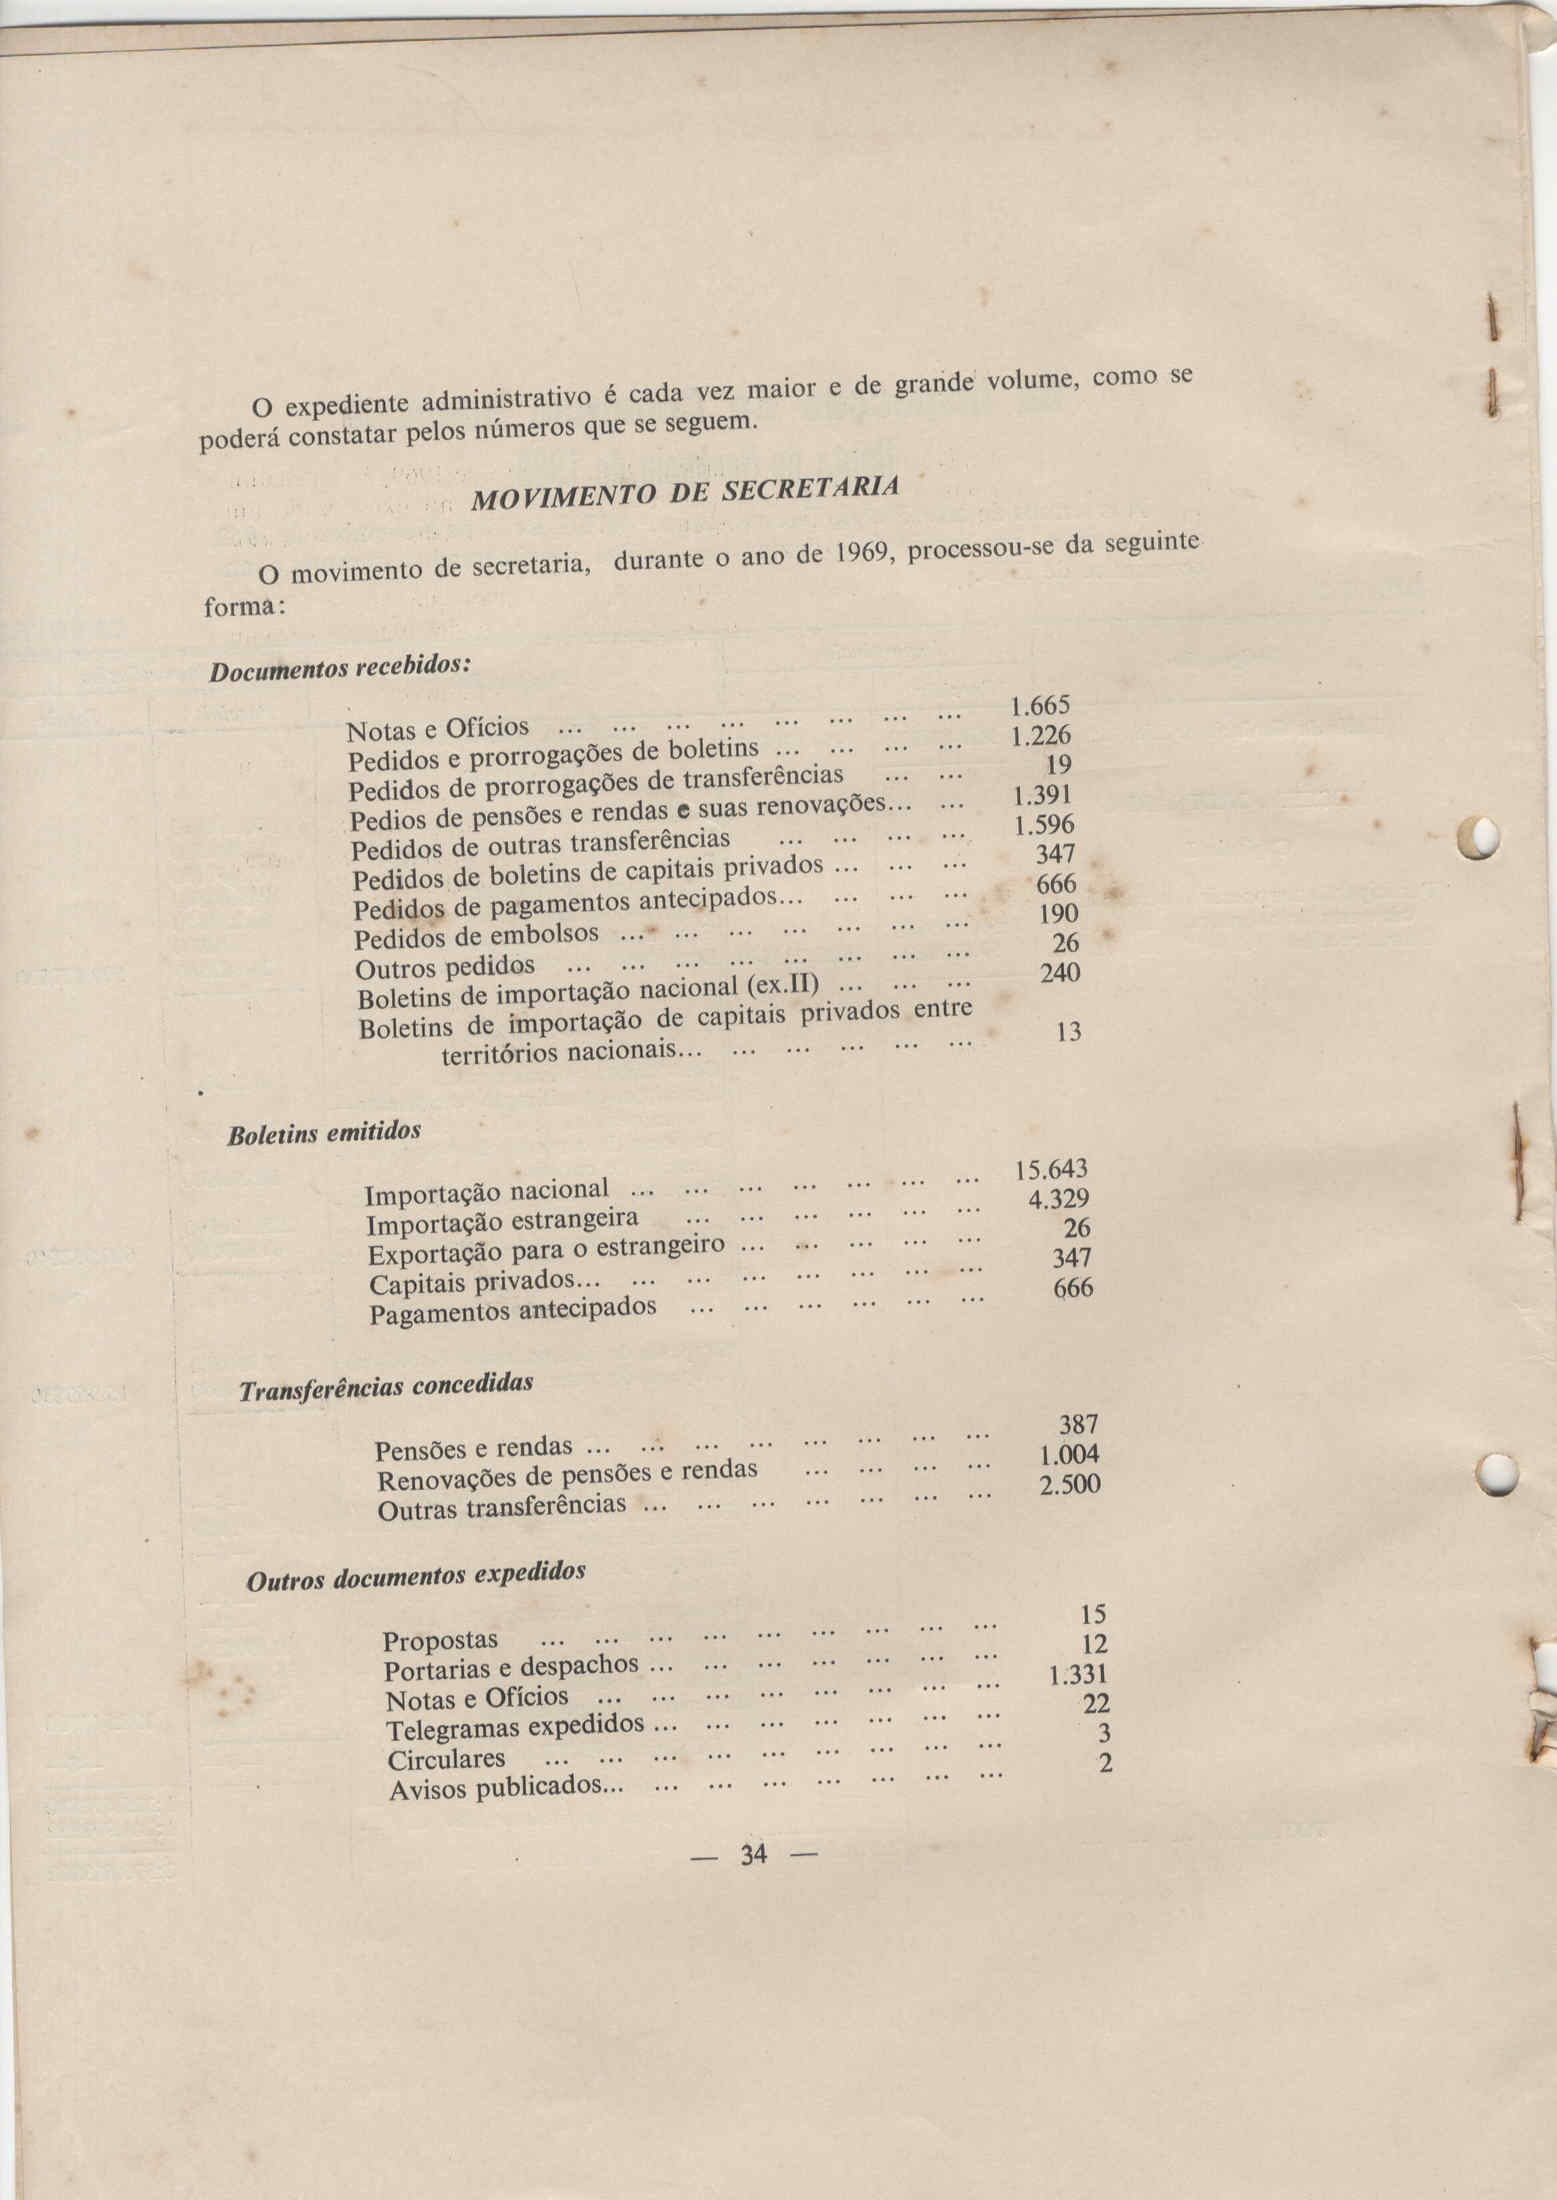 O expediente administrativo é cada vez maior e de grande volume, como se
poderá constatar pelos números que se seguem.
MOVIMENTO DE SECRETARIA
O movimento de secretaria, durante o ano de 1969, processou-se da seguinte
forma:
Documentos recebidos:
Notas e Ofícios ... ... ... ... ... ... ... ... 1.665
Pedidos e prorrogações de boletins ... ... ... ... 1.226
Pedidos de prorrogações de transferências ... ... 19
Pedios de pensões e rendas e suas renovações... ... 1.391
Pedidos de outras transferências ... ... ... ... 1.596
Pedidos de boletins de capitais privados ... ... ... 347
Pedidos de pagamentos antecipados... ... ... ... 666
Pedidos de embolsos ... ... ... ... ... ... ... 190
Outros pedidos ... ... ... ... ... ... ... ... 26
Boletins de importação nacional (ex.II) ... ... ... 240
Boletins de importação de capitais privados entre
territórios nacionais... ... ... ... ... ... 13
Boletins emitidos
Importação nacional ... ... ... ... ... ... ... 15.643
Importação estrangeira ... ... ... ... ... ... 4.329
Exportação para o estrangeiro ... ... ... ... ... 26
Capitais privados... ... ... ... ... ... ... ... 347
Pagamentos antecipados ... ... ... ... ... ... 666
Transferências concedidas
Pensões e rendas ... ... ... ... ... ... ... ... 387
Renovações de pensões e rendas ... ... ... ... 1.004
Outras transferências ... ... ... ... ... ... ... 2.500
Outros documentos expedidos
Propostas ... ... ... ... ... ... ... ... ... 15
Portarias e despachos ... ... ... ... ... ... ... 12
Notas e Ofícios ... ... ... ... ... ... ... ... 1.331
Telegramas expedidos ... ... ... ... ... ... ... 22
Circulares ... ... ... ... ... ... ... ... ... 3
Avisos publicados... ... ... ... ... ... ... ... 2
— 34 —